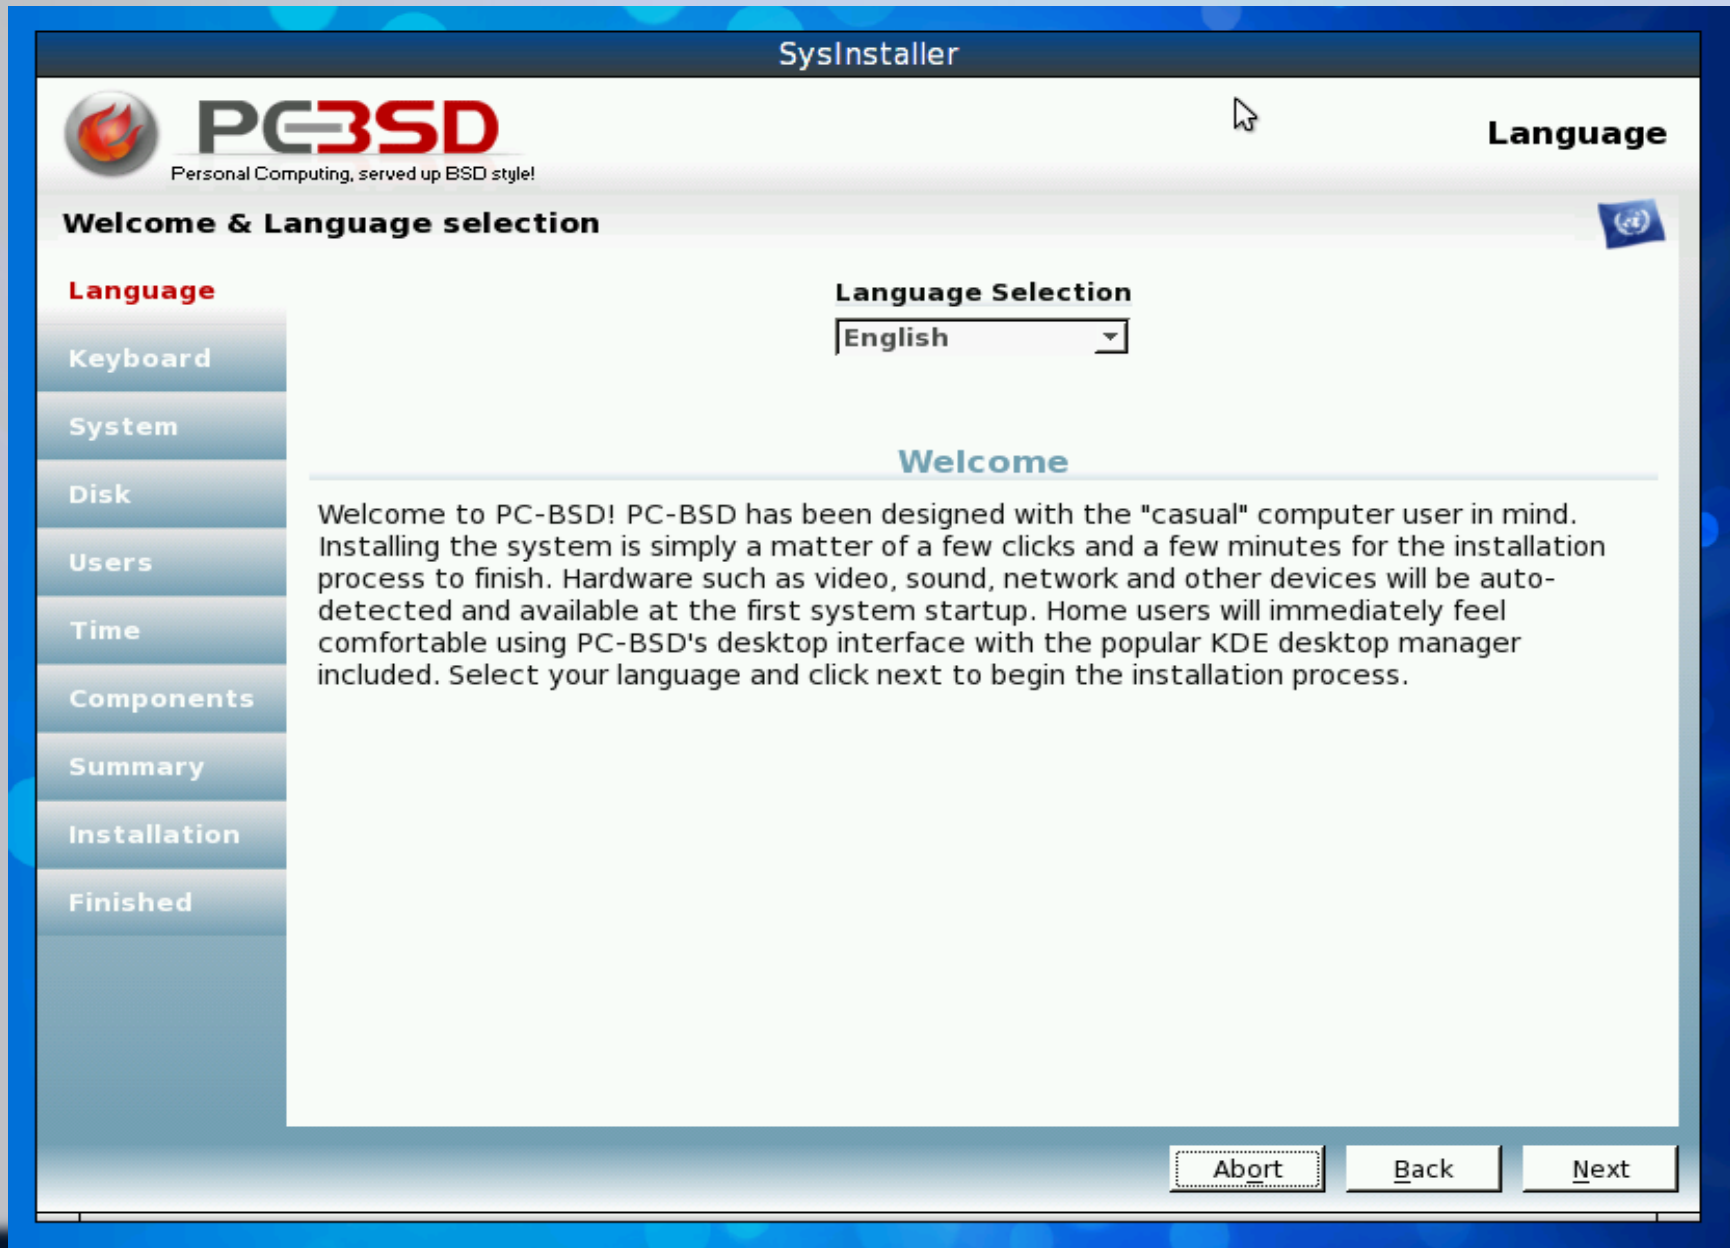 SysInstaller
PC-BSD
Personal Computing, served up BSD style!
Language
Welcome & Language selection
Language
Keyboard
System
Disk
Users
Time
Components
Summary
Installation
Finished
Language Selection
English
Welcome
Welcome to PC-BSD! PC-BSD has been designed with the "casual" computer user in mind.
Installing the system is simply a matter of a few clicks and a few minutes for the installation
process to finish. Hardware such as video, sound, network and other devices will be auto-
detected and available at the first system startup. Home users will immediately feel
comfortable using PC-BSD's desktop interface with the popular KDE desktop manager
included. Select your language and click next to begin the installation process.
Abort
Back
Next